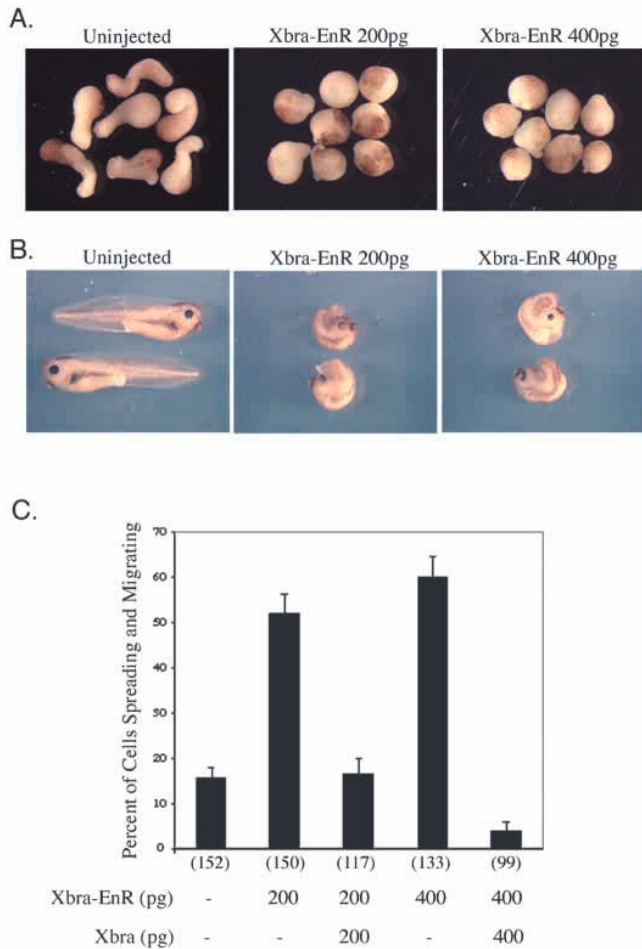 A.
Uninjected Xbra-EnR 200pg Xbra-EnR 400pg
B.
Uninjected Xbra-EnR 200pg Xbra-EnR 400pg
C.
Percent of Cells Spreading and Migrating
70
60
50
40
30
20
10
0
(152) (150) (117) (133) (99)
Xbra-EnR (pg) - 200 200 400 400
Xbra (pg) - - 200 - 400